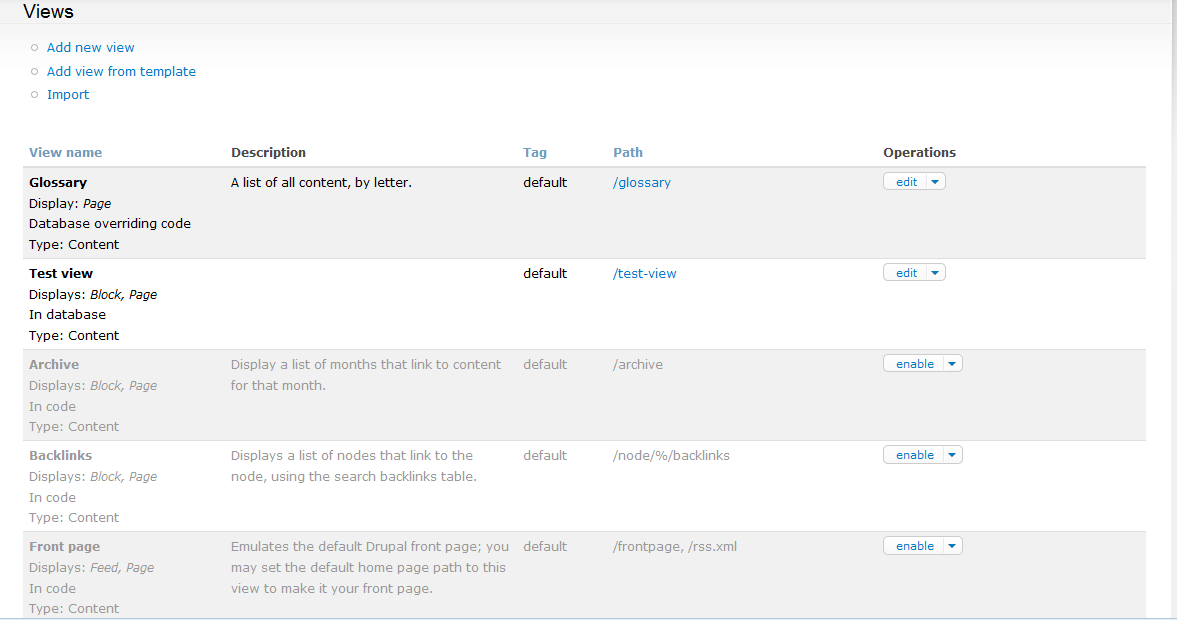 Views
Add new view
Add view from template
Import
View name Description Tag Path Operations
Glossary A list of all content, by letter. default /glossary edit
Display: Page
Database overriding code
Type: Content
Test view default /test-view edit
Displays: Block, Page
In database
Type: Content
Archive Display a list of months that link to content default /archive enable
Displays: Block, Page for that month.
In code
Type: Content
Backlinks Displays a list of nodes that link to the default /node/%/backlinks enable
Displays: Block, Page node, using the search backlinks table.
In code
Type: Content
Front page Emulates the default Drupal front page; you default /frontpage, /rss.xml enable
Displays: Feed, Page may set the default home page path to this
In code view to make it your front page.
Type: Content